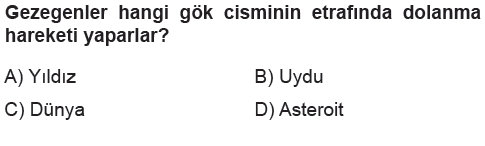 Gezegenler hangi gök cisminin etrafında dolanma
hareketi yaparlar?
A) Yıldız B) Uydu
C) Dünya D) Asteroit